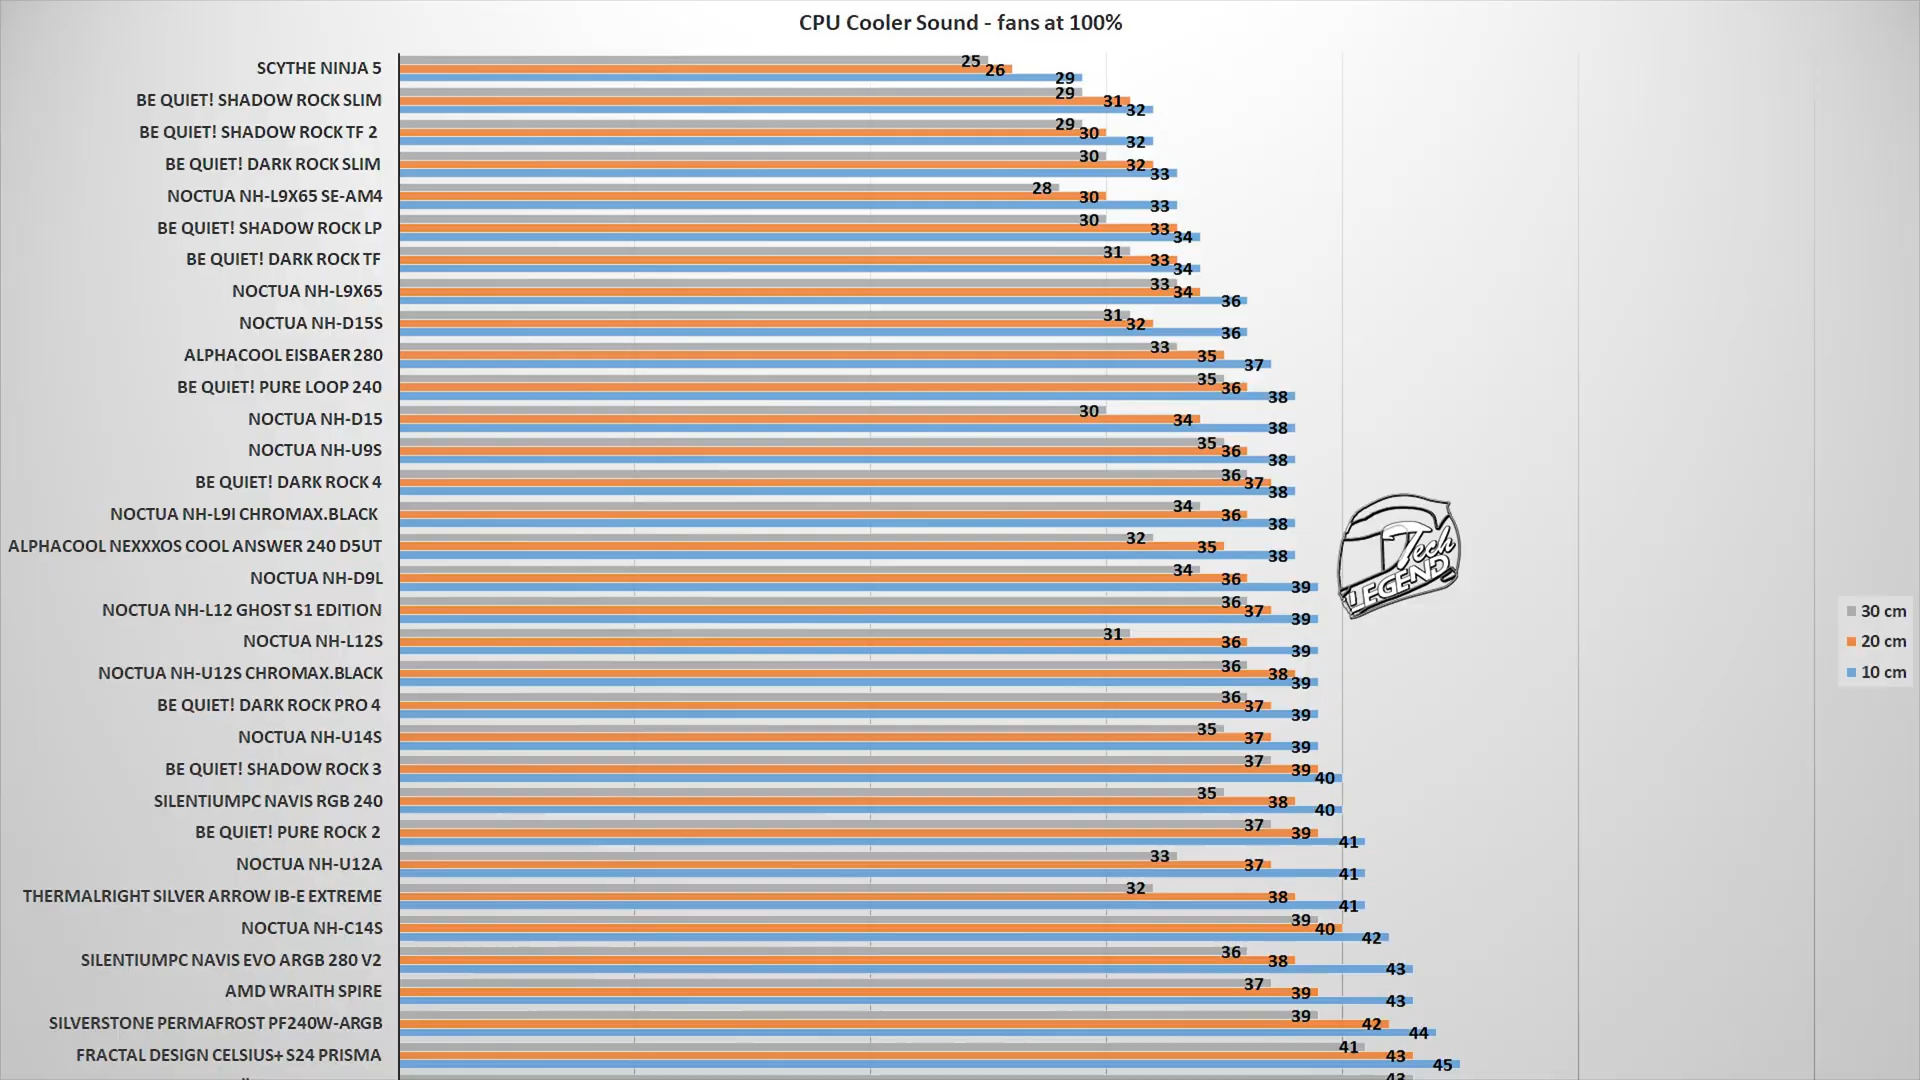 CPU Cooler Sound - fans at 100%
SCYTHE NINJA 5 25 26 29
BE QUIET! SHADOW ROCK SLIM 29 31 32
BE QUIET! SHADOW ROCK TF 2 29 30 32
BE QUIET! DARK ROCK SLIM 30 32 33
NOCTUA NH-L9X65 SE-AM4 28 30 33
BE QUIET! SHADOW ROCK LP 30 33 34
BE QUIET! DARK ROCK TF 31 33 34
NOCTUA NH-L9X65 33 34 36
NOCTUA NH-D15S 31 32 36
ALPHACOOL EISBAER 280 33 35 37
BE QUIET! PURE LOOP 240 35 36 38
NOCTUA NH-D15 30 34 38
NOCTUA NH-U9S 35 36 38
BE QUIET! DARK ROCK 4 36 37 38
NOCTUA NH-L9I CHROMAX.BLACK 34 36 38
ALPHACOOL NEXXXOS COOL ANSWER 240 D5UT 32 35 38
NOCTUA NH-D9L 34 36 39
NOCTUA NH-L12 GHOST S1 EDITION 36 37 39
NOCTUA NH-L12S 31 36 39
NOCTUA NH-U12S CHROMAX.BLACK 36 38 39
BE QUIET! DARK ROCK PRO 4 36 37 39
NOCTUA NH-U14S 35 37 39
BE QUIET! SHADOW ROCK 3 37 39 40
SILENTIUMPC NAVIS RGB 240 35 38 40
BE QUIET! PURE ROCK 2 37 39 41
NOCTUA NH-U12A 33 37 41
THERMALRIGHT SILVER ARROW IB-E EXTREME 32 38 41
NOCTUA NH-C14S 39 40 42
SILENTIUMPC NAVIS EVO ARGB 280 V2 36 38 43
AMD WRAITH SPIRE 37 39 43
SILVERSTONE PERMAFROST PF240W-ARGB 39 42 44
FRACTAL DESIGN CELSIUS+ S24 PRISMA 41 43 45
43
Tech
LEGEND
30 cm
20 cm
10 cm